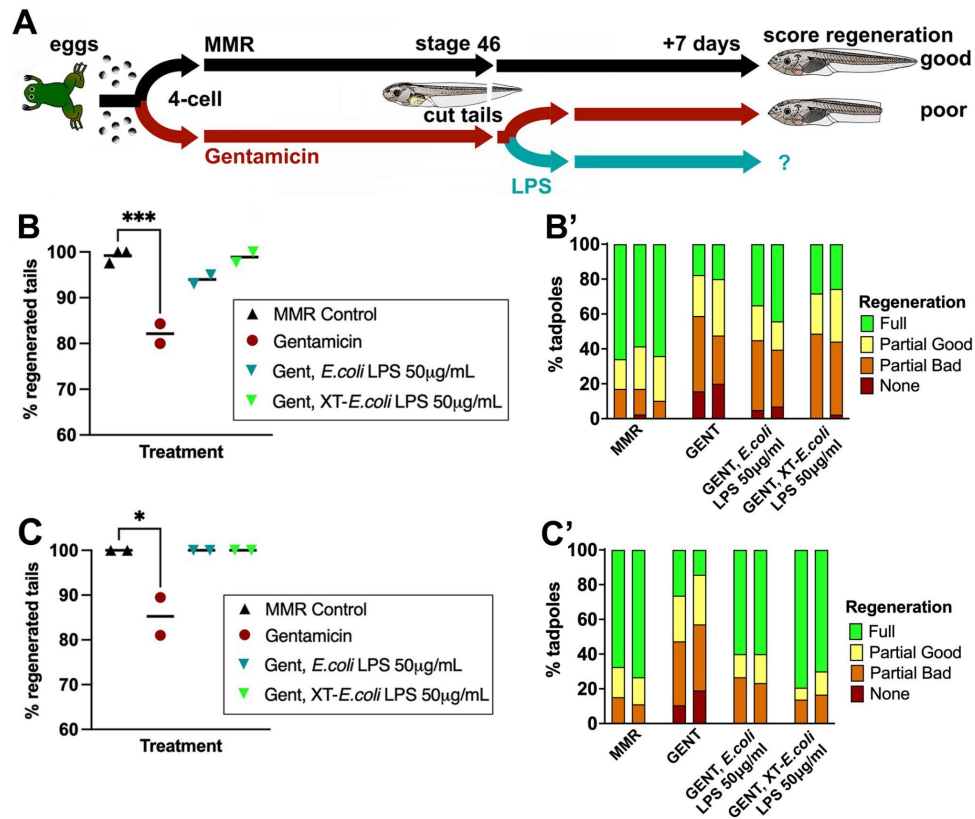 A
eggs
MMR
stage 46
+7 days
score regeneration
good
4-cell
cut tails
poor
Gentamicin
LPS
?
B
***
100
90
80
70
60
% regenerated tails
Treatment
MMR Control
Gentamicin
Gent, E.coli LPS 50μg/mL
Gent, XT-E.coli LPS 50μg/mL
B'
100
80
60
40
20
0
% tadpoles
MMR
GENT
GENT, E.coli
LPS 50μg/ml
GENT, XT-E.coli
LPS 50μg/ml
Regeneration
Full
Partial Good
Partial Bad
None
C
*
100
90
80
70
60
% regenerated tails
Treatment
MMR Control
Gentamicin
Gent, E.coli LPS 50μg/mL
Gent, XT-E.coli LPS 50μg/mL
C'
100
80
60
40
20
0
% tadpoles
MMR
GENT
GENT, E.coli
LPS 50μg/ml
GENT, XT-E.coli
LPS 50μg/ml
Regeneration
Full
Partial Good
Partial Bad
None